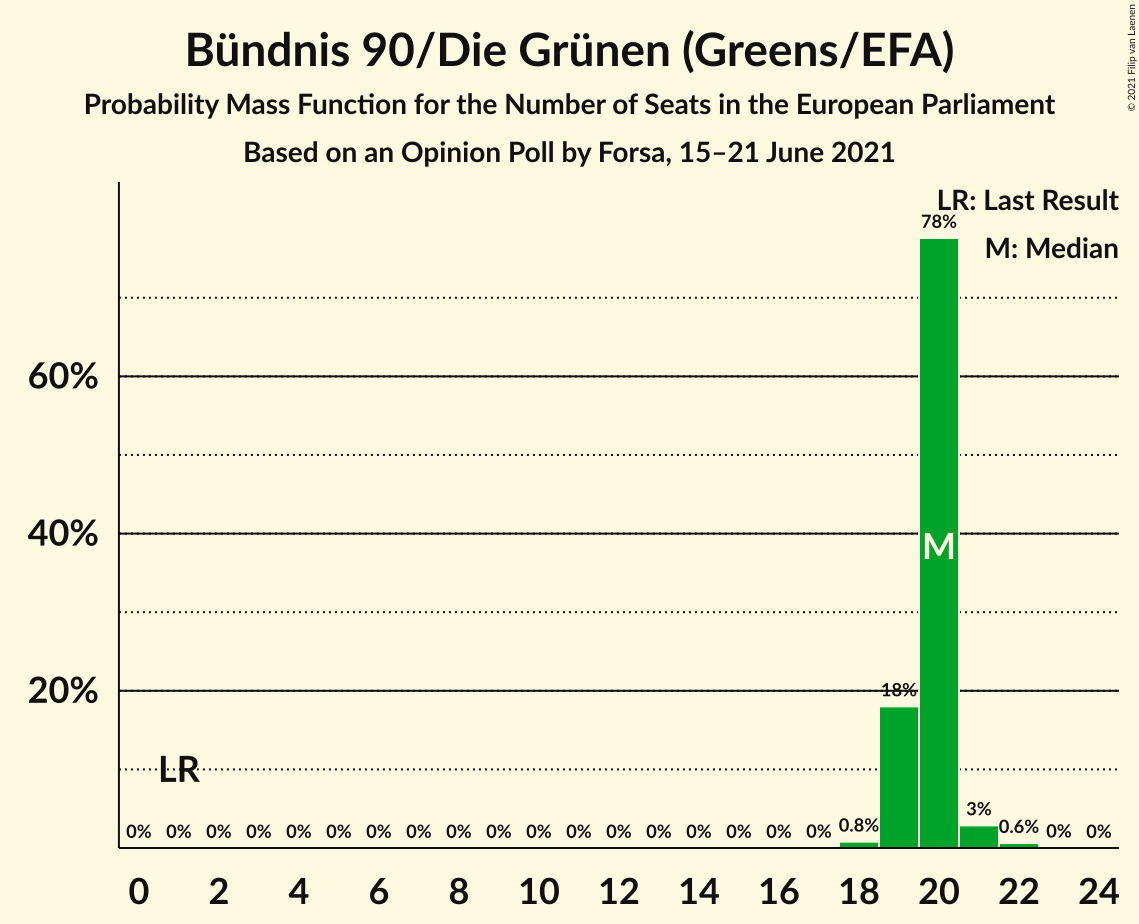 Bündnis 90/Die Grünen (Greens/EFA)
Probability Mass Function for the Number of Seats in the European Parliament
Based on an Opinion Poll by Forsa, 15–21 June 2021
© 2021 Filip van Laenen
LR: Last Result
78%
M: Median
60%
40%
M
20%
18%
LR
0% 0% 0% 0% 0% 0% 0% 0% 0% 0% 0% 0% 0% 0% 0% 0% 0% 0% 0.8% 3% 0.6% 0% 0%
0 2 4 6 8 10 12 14 16 18 20 22 24